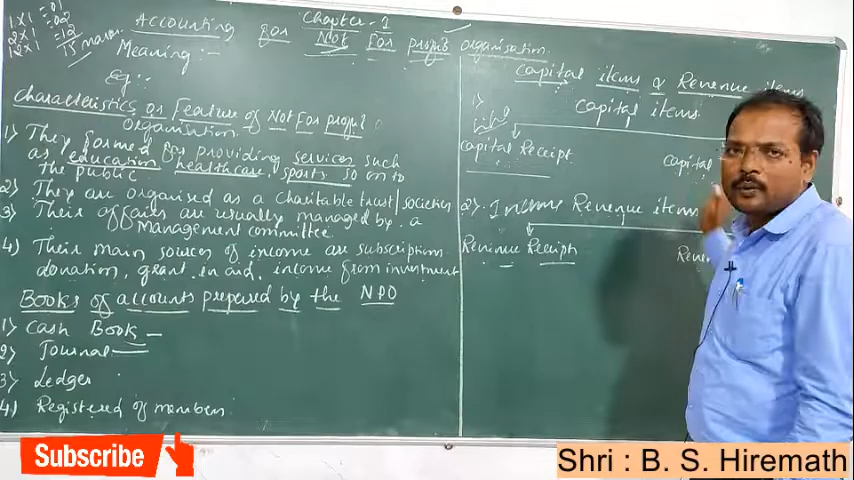 1x1 = 01
2x1 = 02
12x1 = 12
15 marks
Chapter - 1
Accounting for Not For profit organisation.
Meaning :-
Eg :-
Characteristics or Feature of Not For profit
organisation.
1) They formed for providing services such
as education healthcare, sports so on to
the public
2) They are organised as a charitable trust/societies
3) Their affairs are usually managed by a
management committee.
4) Their main sources of income are subscription
donation, grant in aid, income from investment
Books of accounts prepared by the NPO
1) Cash Book
2) Journal
3) Ledger
4) Registered of members
Capital items & Revenue items
1) Capital items
Capital Receipt
Capital
2) Income Revenue items
Revinue Receipts
Reve
Subscribe
Shri : B. S. Hiremath